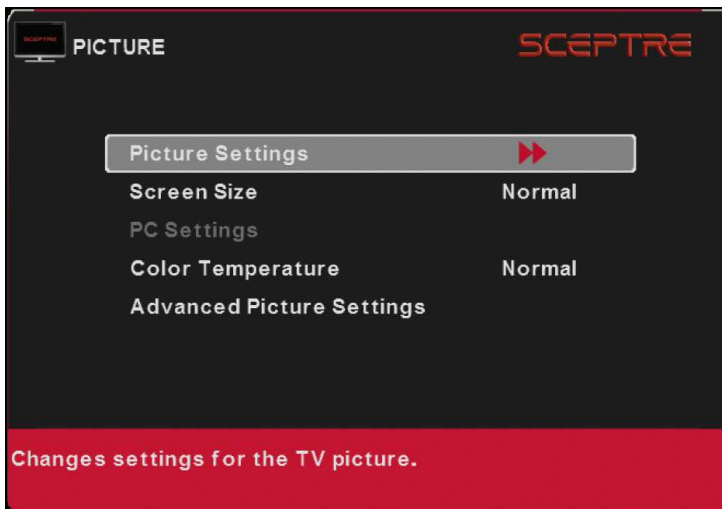 SCEPTRE
PICTURE
SCEPTRE
Picture Settings
Screen Size Normal
PC Settings
Color Temperature Normal
Advanced Picture Settings
Changes settings for the TV picture.